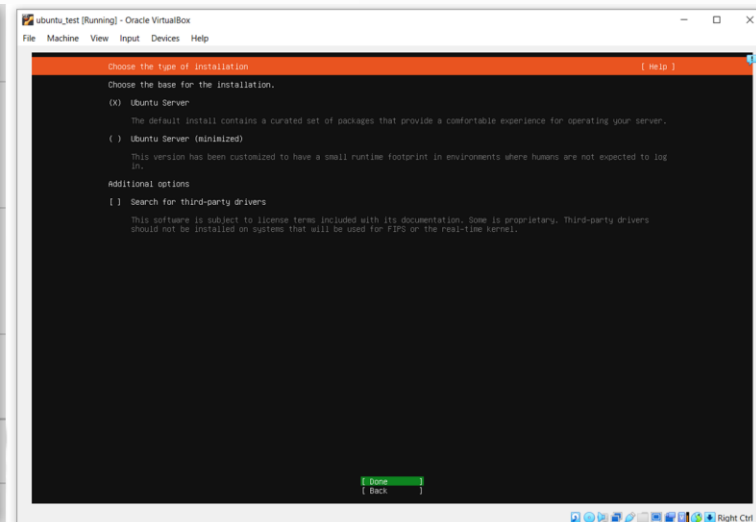 ubuntu_test [Running] - Oracle VirtualBox
File Machine View Input Devices Help
Choose the type of installation [ Help ]
Choose the base for the installation.
(X) Ubuntu Server
The default install contains a curated set of packages that provide a comfortable experience for operating your server.
( ) Ubuntu Server (minimized)
This version has been customized to have a small runtime footprint in environments where humans are not expected to log
in.
Additional options
[ ] Search for third-party drivers
This software is subject to license terms included with its documentation. Some is proprietary. Third-party drivers
should not be installed on systems that will be used for FIPS or the real-time kernel.
[ Done ]
[ Back ]
Right Ctrl